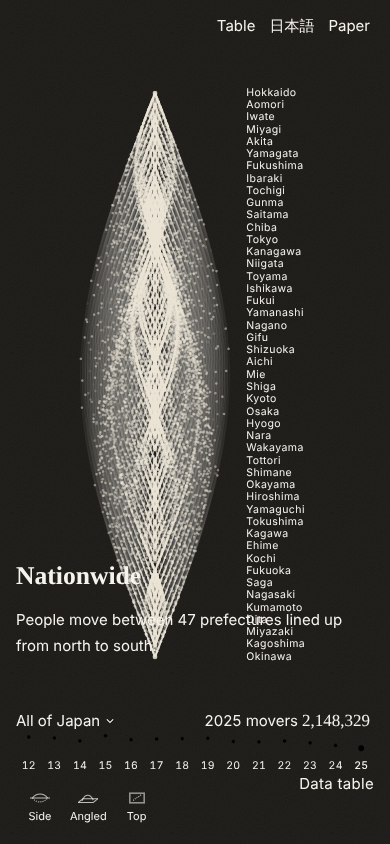 Table 日本語 Paper
Hokkaido
Aomori
Iwate
Miyagi
Akita
Yamagata
Fukushima
Ibaraki
Tochigi
Gunma
Saitama
Chiba
Tokyo
Kanagawa
Niigata
Toyama
Ishikawa
Fukui
Yamanashi
Nagano
Gifu
Shizuoka
Aichi
Mie
Shiga
Kyoto
Osaka
Hyogo
Nara
Wakayama
Tottori
Shimane
Okayama
Hiroshima
Yamaguchi
Tokushima
Kagawa
Ehime
Kochi
Fukuoka
Saga
Nagasaki
Kumamoto
Miyazaki
Kagoshima
Okinawa
Nationwide
People move between 47 prefectures lined up
from north to south.
All of Japan
2025 movers 2,148,329
12 13 14 15 16 17 18 19 20 21 22 23 24 25
Data table
Side Angled Top